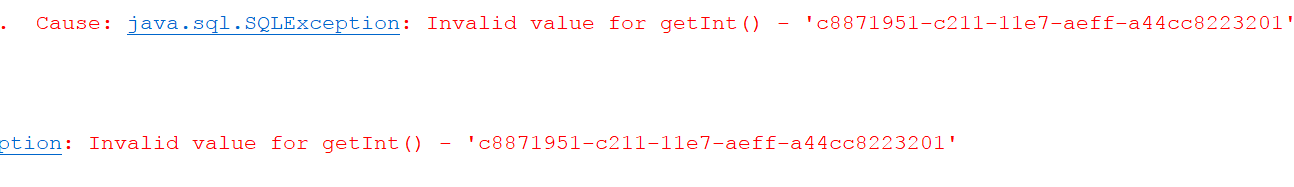 . Cause: java.sql.SQLException: Invalid value for getInt() - 'c8871951-c211-11e7-aeff-a44cc8223201'
ption: Invalid value for getInt() - 'c8871951-c211-11e7-aeff-a44cc8223201'